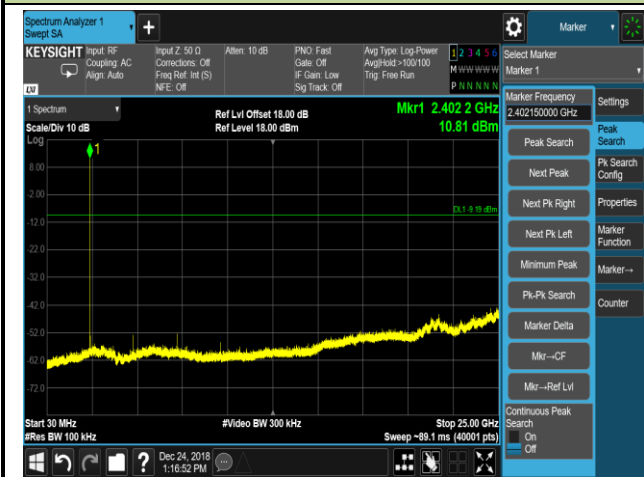 Spectrum Analyzer 1
Swept SA
Marker
KEYSIGHT
Input: RF
Coupling: AC
Align: Auto
Input Z: 50 Ω
Corrections: Off
Freq Ref: Int (S)
NFE: Off
Atten: 10 dB
PNO: Fast
Gate: Off
IF Gain: Low
Sig Track: Off
Avg Type: Log-Power
Avg|Hold:>100/100
Trig: Free Run
1 2 3 4 5 6
M W W W W W
P N N N N N
LXI
Select Marker
Marker 1
1 Spectrum
Scale/Div 10 dB
Ref Lvl Offset 18.00 dB
Ref Level 18.00 dBm
Mkr1 2.402 2 GHz
10.81 dBm
Log
1
8.00
-2.00
-12.0
-22.0
-32.0
-42.0
-52.0
-62.0
-72.0
DL1 -9.19 dBm
Start 30 MHz
#Res BW 100 kHz
#Video BW 300 kHz
Stop 25.00 GHz
Sweep ~89.1 ms (40001 pts)
Marker Frequency
2.402150000 GHz
Peak Search
Next Peak
Next Pk Right
Next Pk Left
Minimum Peak
Pk-Pk Search
Marker Delta
Mkr→CF
Mkr→Ref Lvl
Continuous Peak
Search
On
Off
Settings
Peak
Search
Pk Search
Config
Properties
Marker
Function
Marker→
Counter
Dec 24, 2018
1:16:52 PM